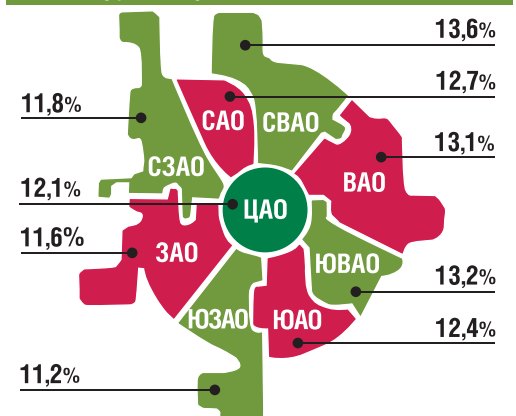 13,6%
12,7%
11,8%
САО
СВАО
13,1%
СЗАО
ВАО
12,1%
ЦАО
11,6%
ЗАО
ЮВАО
13,2%
ЮЗАО
ЮАО
12,4%
11,2%